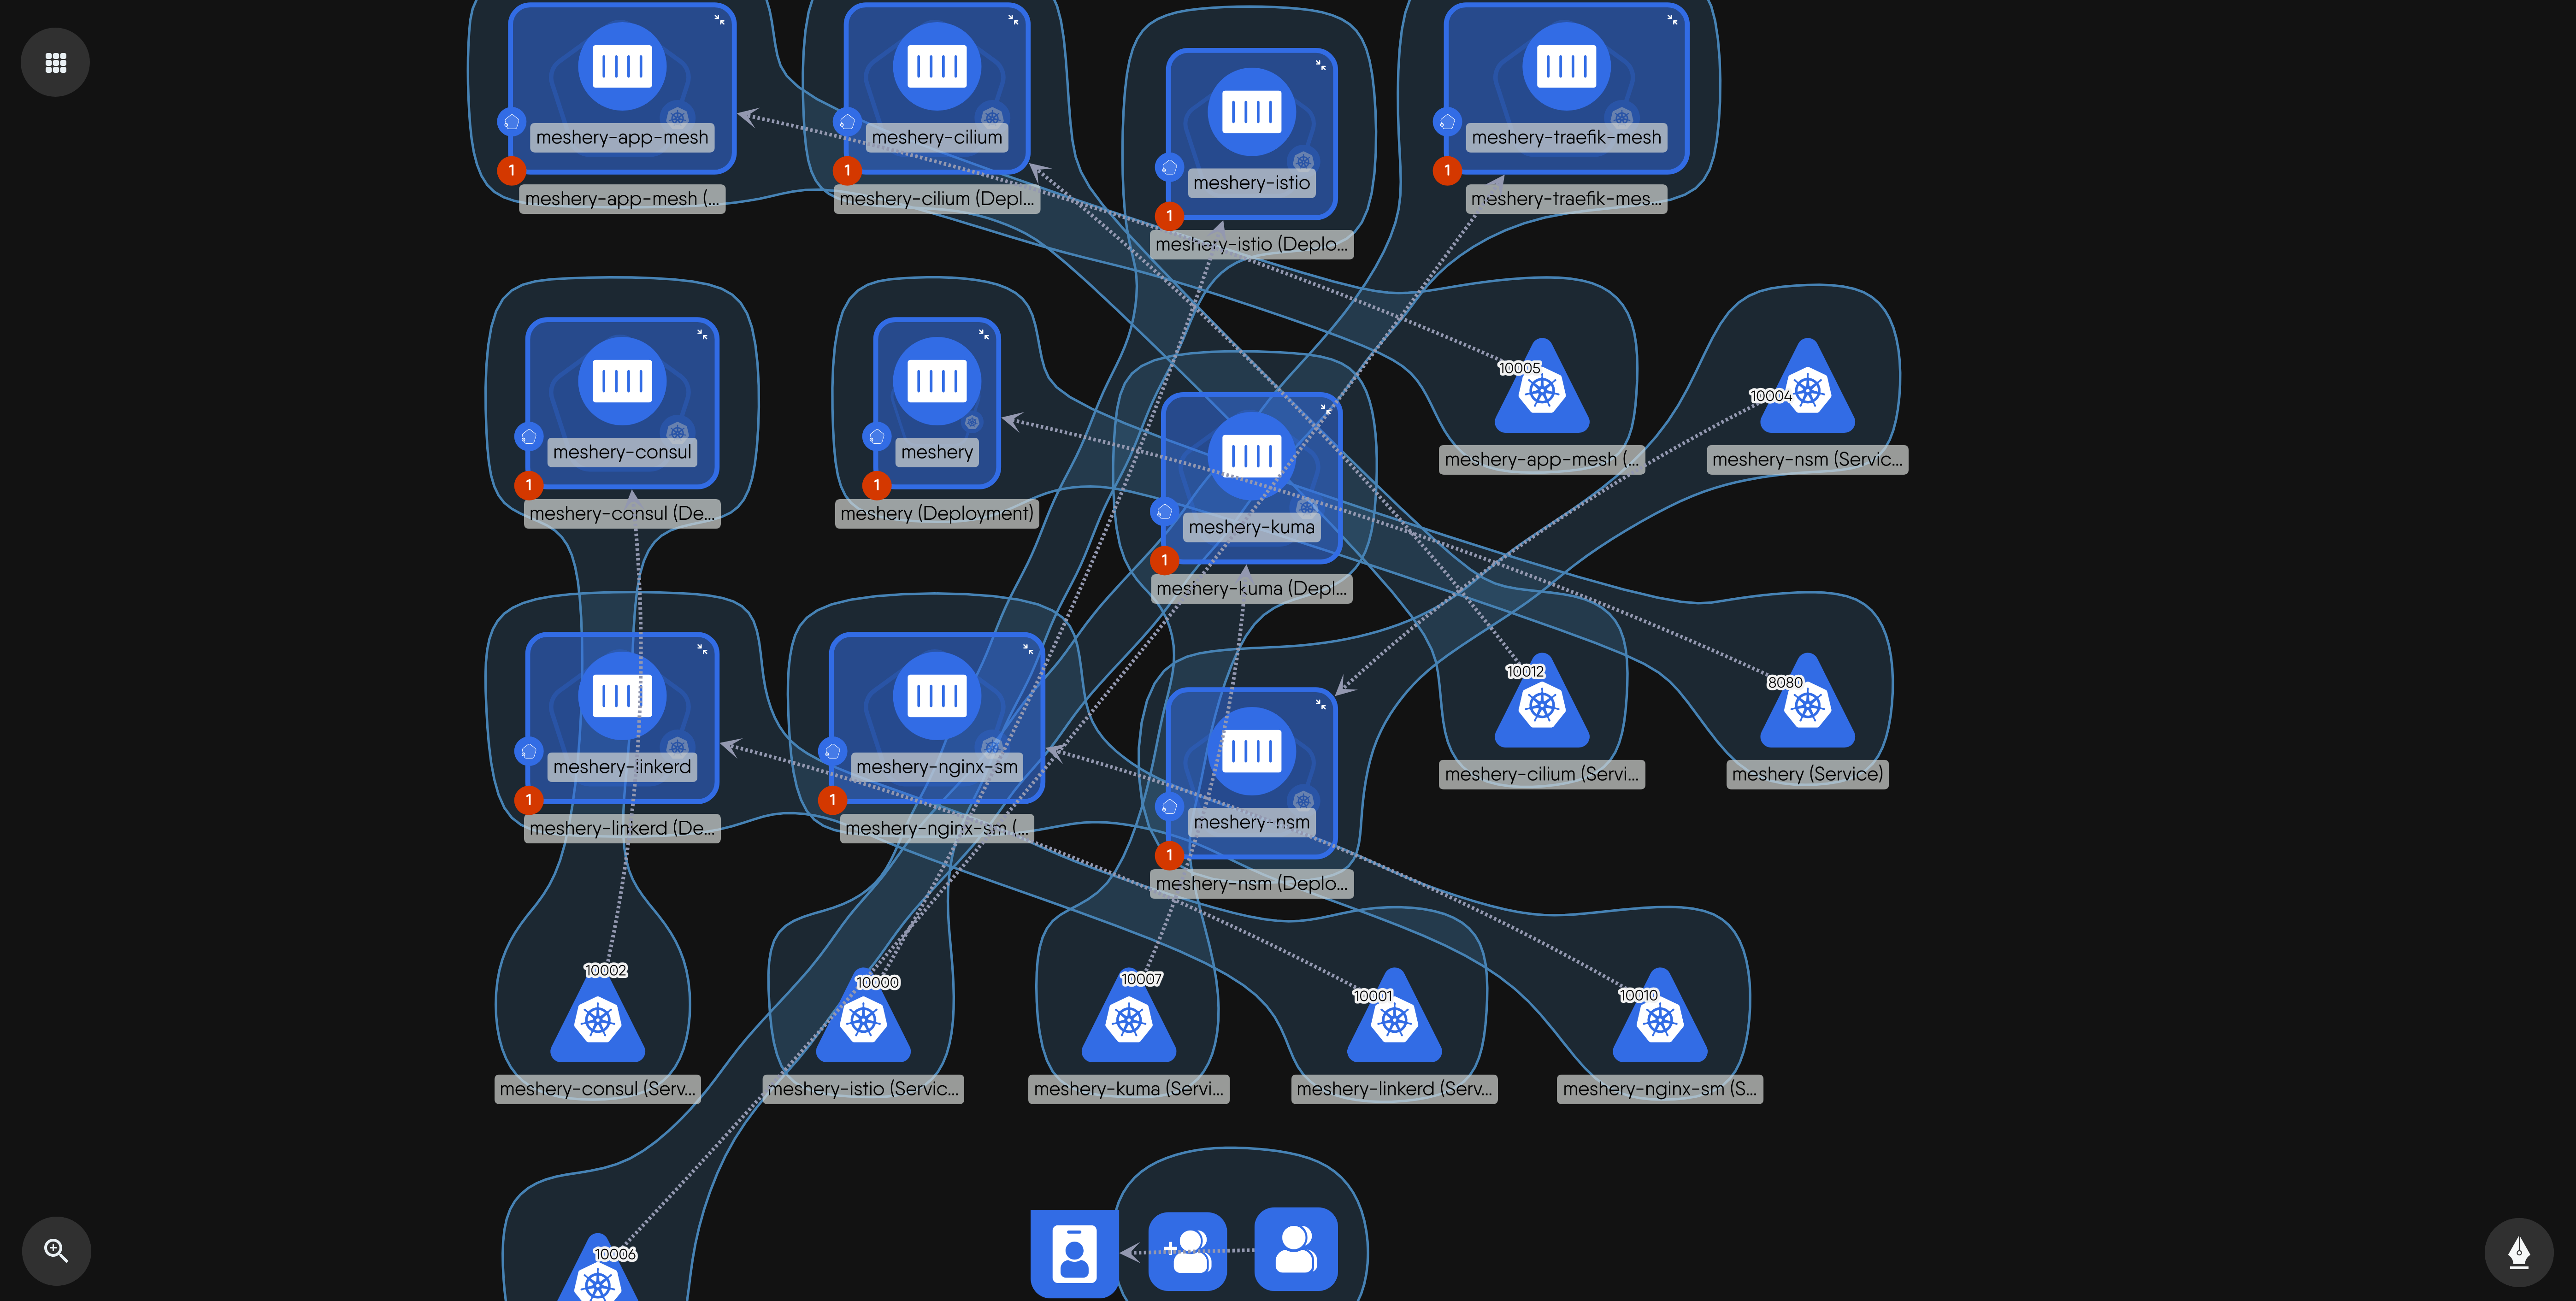 meshery-app-mesh
1
meshery-app-mesh (...
meshery-cilium
1
meshery-cilium (Depl...
meshery-istio
1
meshery-istio (Deplo...
meshery-traefik-mesh
1
meshery-traefik-mes...
meshery-consul
1
meshery-consul (De...
meshery
1
meshery (Deployment)
meshery-kuma
1
meshery-kuma (Depl...
10005
meshery-app-mesh (...
10004
meshery-nsm (Servic...
meshery-linkerd
1
meshery-linkerd (De...
meshery-nginx-sm
1
meshery-nginx-sm (...
meshery-nsm
1
meshery-nsm (Deplo...
10012
meshery-cilium (Servi...
8080
meshery (Service)
10002
meshery-consul (Serv...
10000
meshery-istio (Servic...
10007
meshery-kuma (Servi...
10001
meshery-linkerd (Serv...
10010
meshery-nginx-sm (S...
10006